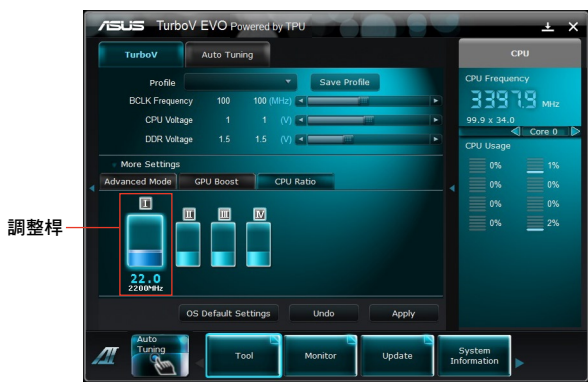 ASUS TurboV EVO Powered by TPU
TurboV
Auto Tuning
CPU
Profile
Save Profile
CPU Frequency
3397.9 MHz
99.9 x 34.0
Core 0
BCLK Frequency 100 100 (MHz)
CPU Voltage 1 1 (V)
DDR Voltage 1.5 1.5 (V)
CPU Usage
0% 1%
0% 0%
0% 0%
0% 2%
More Settings
Advanced Mode
GPU Boost
CPU Ratio
I
II
III
IV
調整桿
22.0
2200MHz
OS Default Settings
Undo
Apply
AI
Auto Tuning
Tool
Monitor
Update
System Information